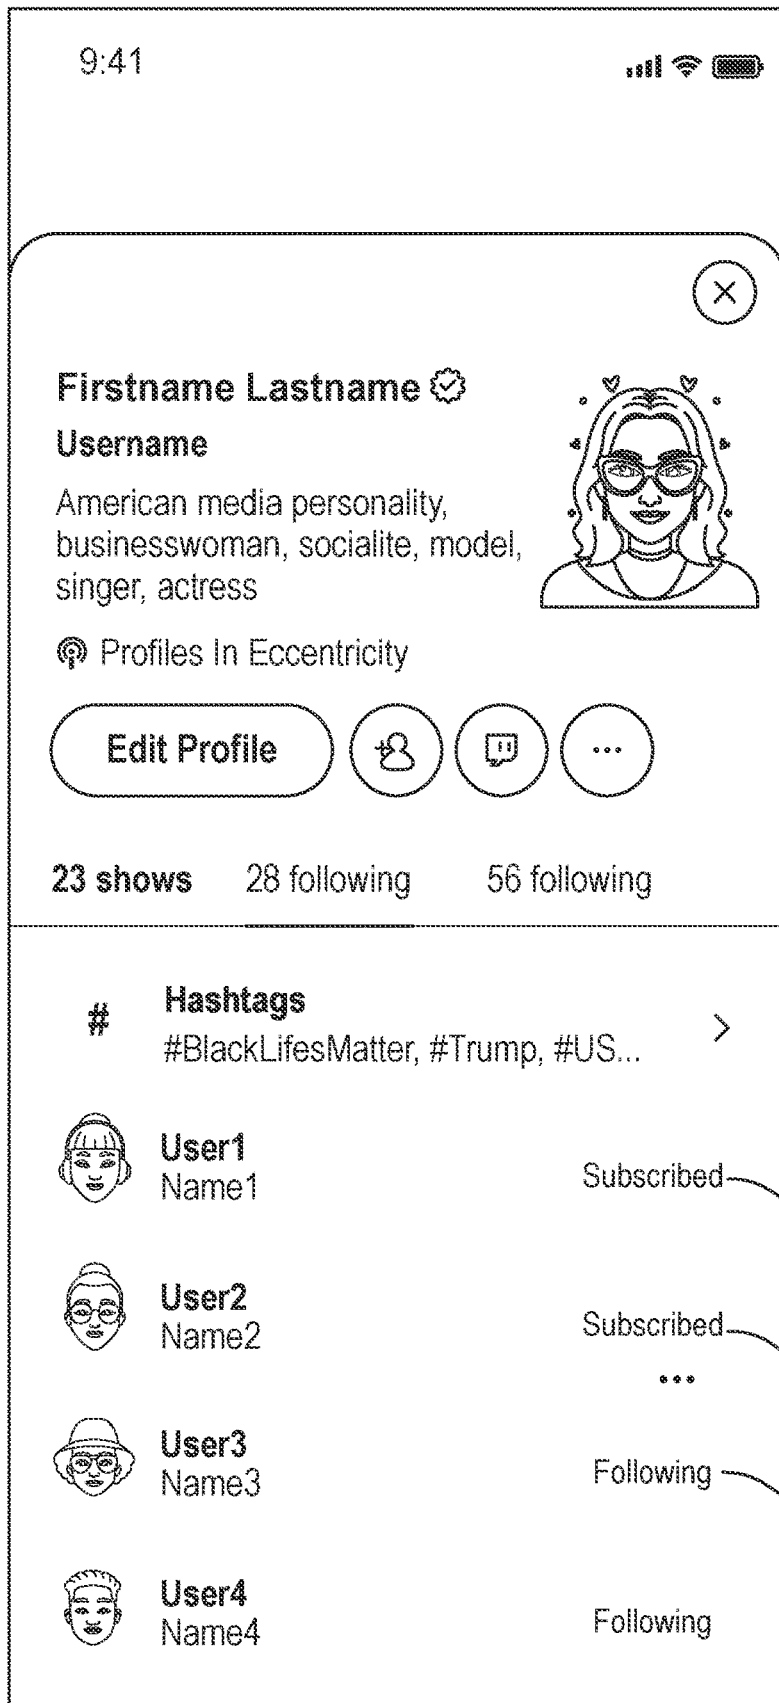 9:41
Firstname Lastname
Username
American media personality,
businesswoman, socialite, model,
singer, actress
Profiles In Eccentricity
Edit Profile
...
23 shows 28 following 56 following
# Hashtags
#BlackLifesMatter, #Trump, #US...
User1
Name1
Subscribed
User2
Name2
Subscribed
...
User3
Name3
Following
User4
Name4
Following